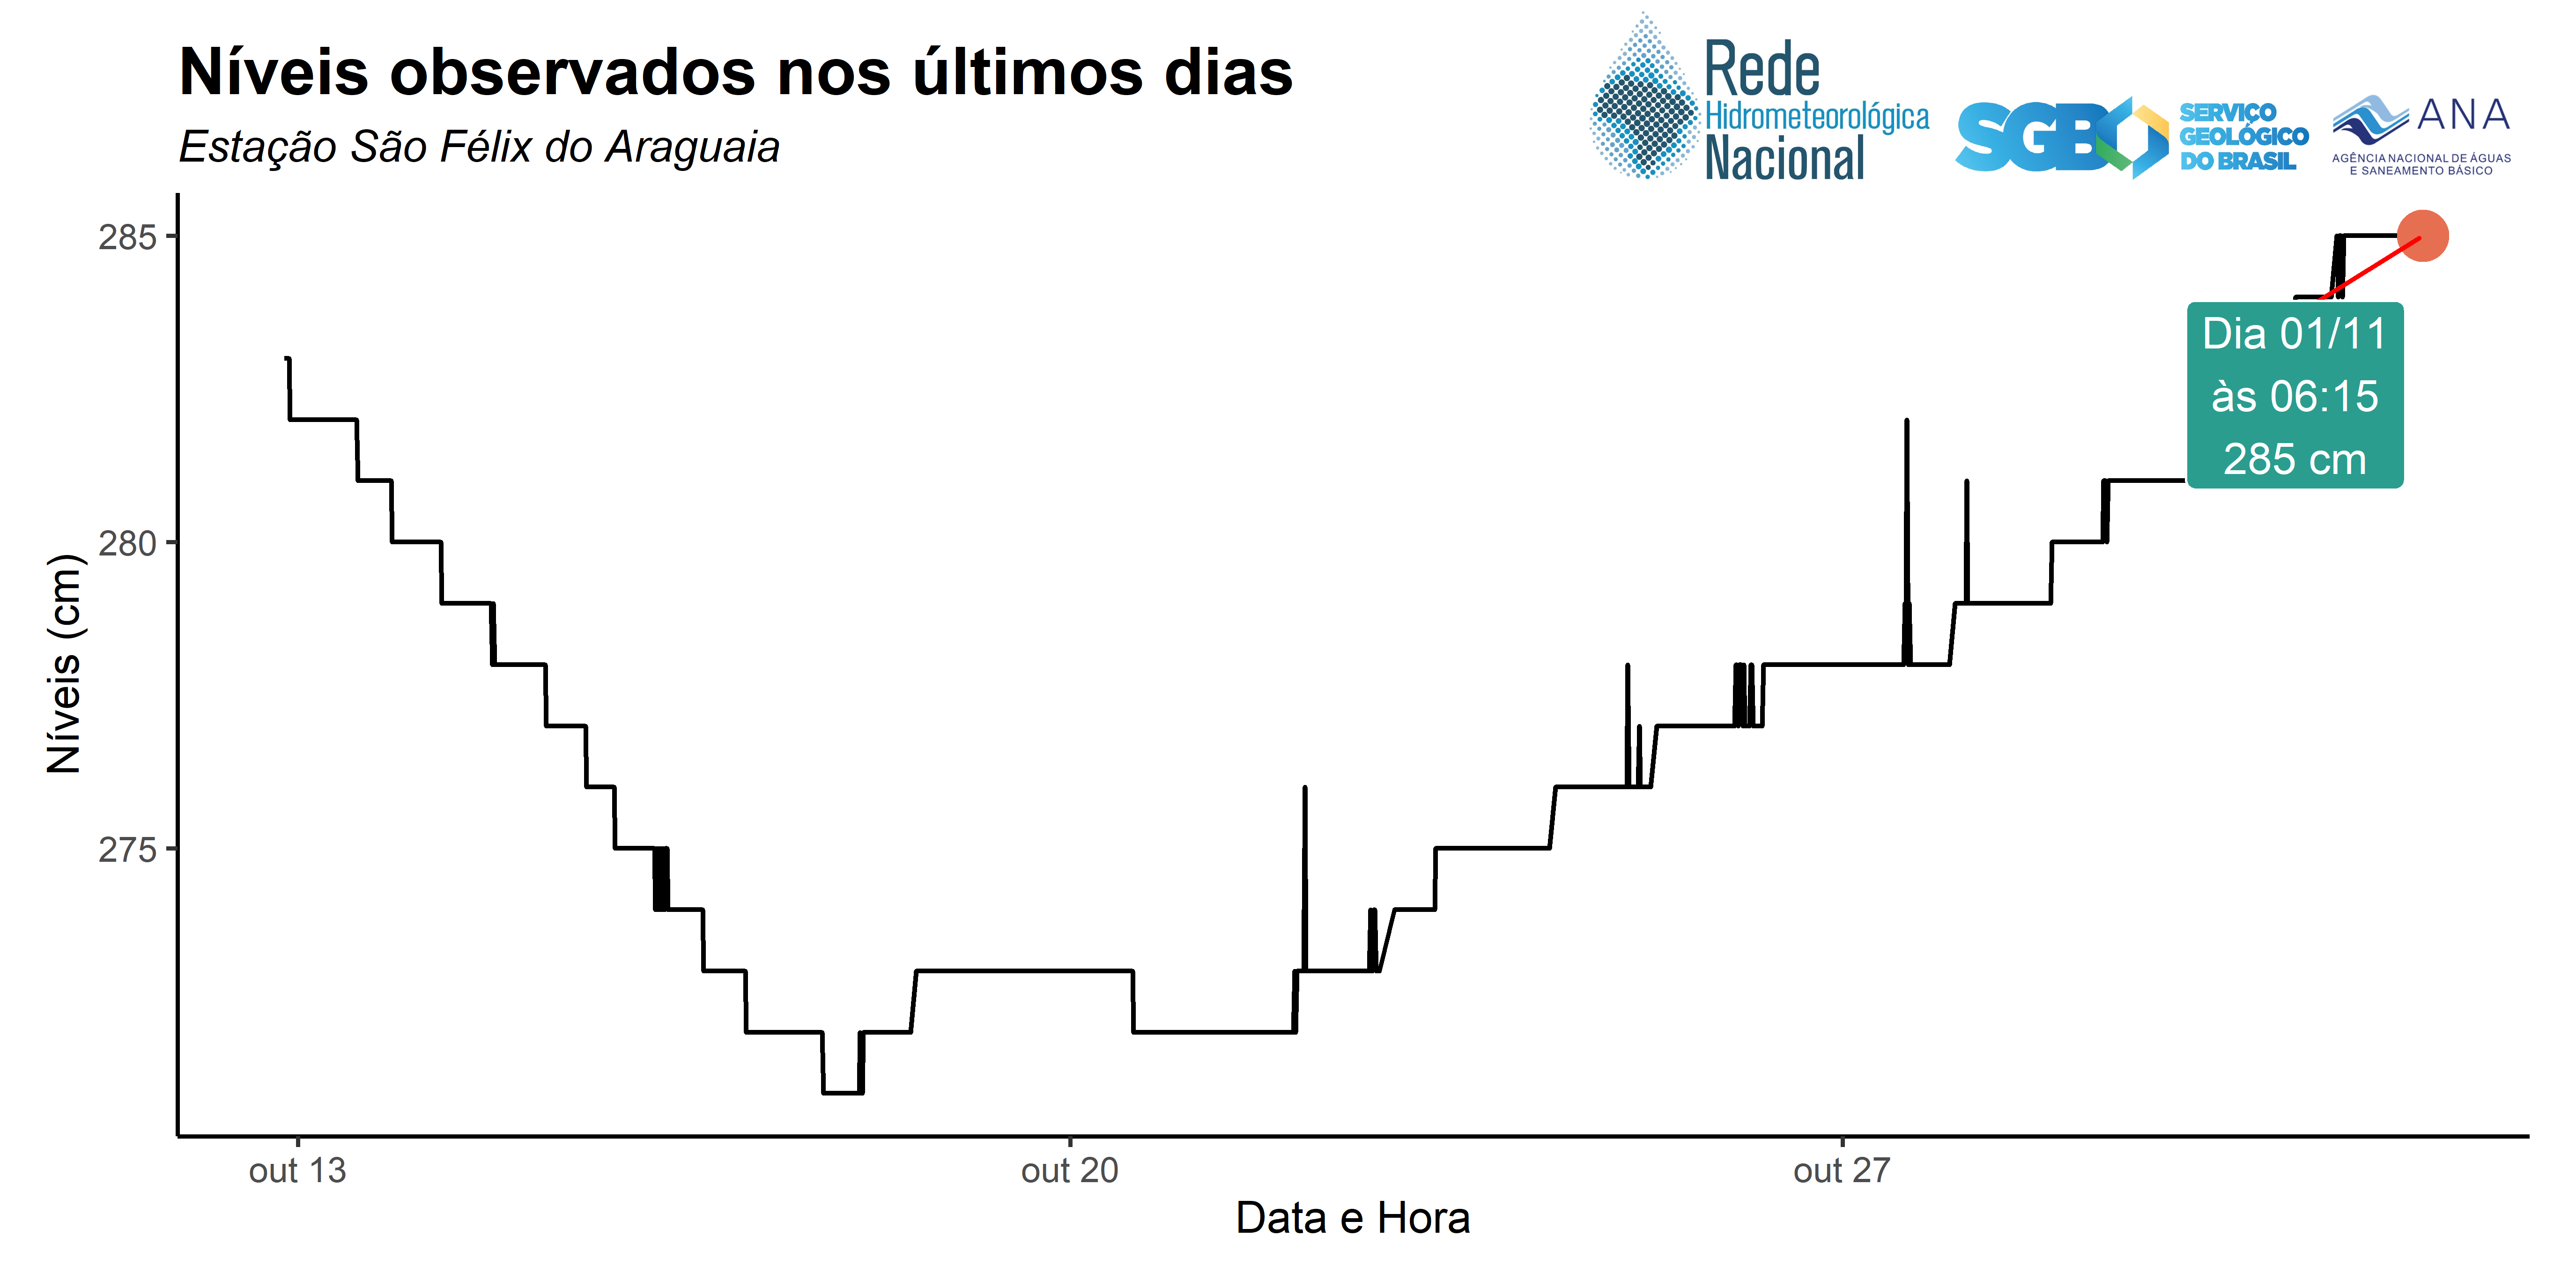 Níveis observados nos últimos dias
Estação São Félix do Araguaia
Rede
Hidrometeorológica
Nacional
SGB
SERVIÇO
GEOLÓGICO
DO BRASIL
ANA
AGÊNCIA NACIONAL DE ÁGUAS
E SANEAMENTO BÁSICO
Níveis (cm)
285
280
275
Dia 01/11
às 06:15
285 cm
out 13
out 20
out 27
Data e Hora